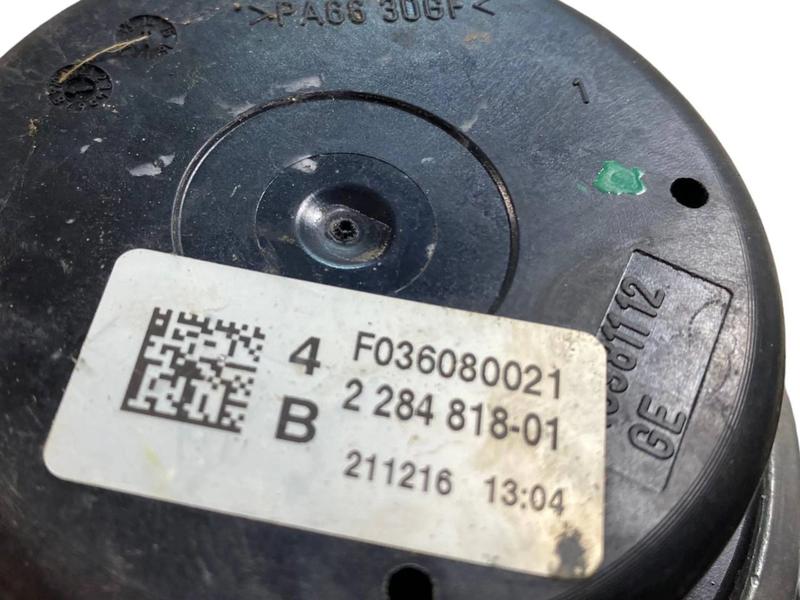 >PA66 30GF<
1
4 F036080021
B 2 284 818-01
211216 13:04
GE